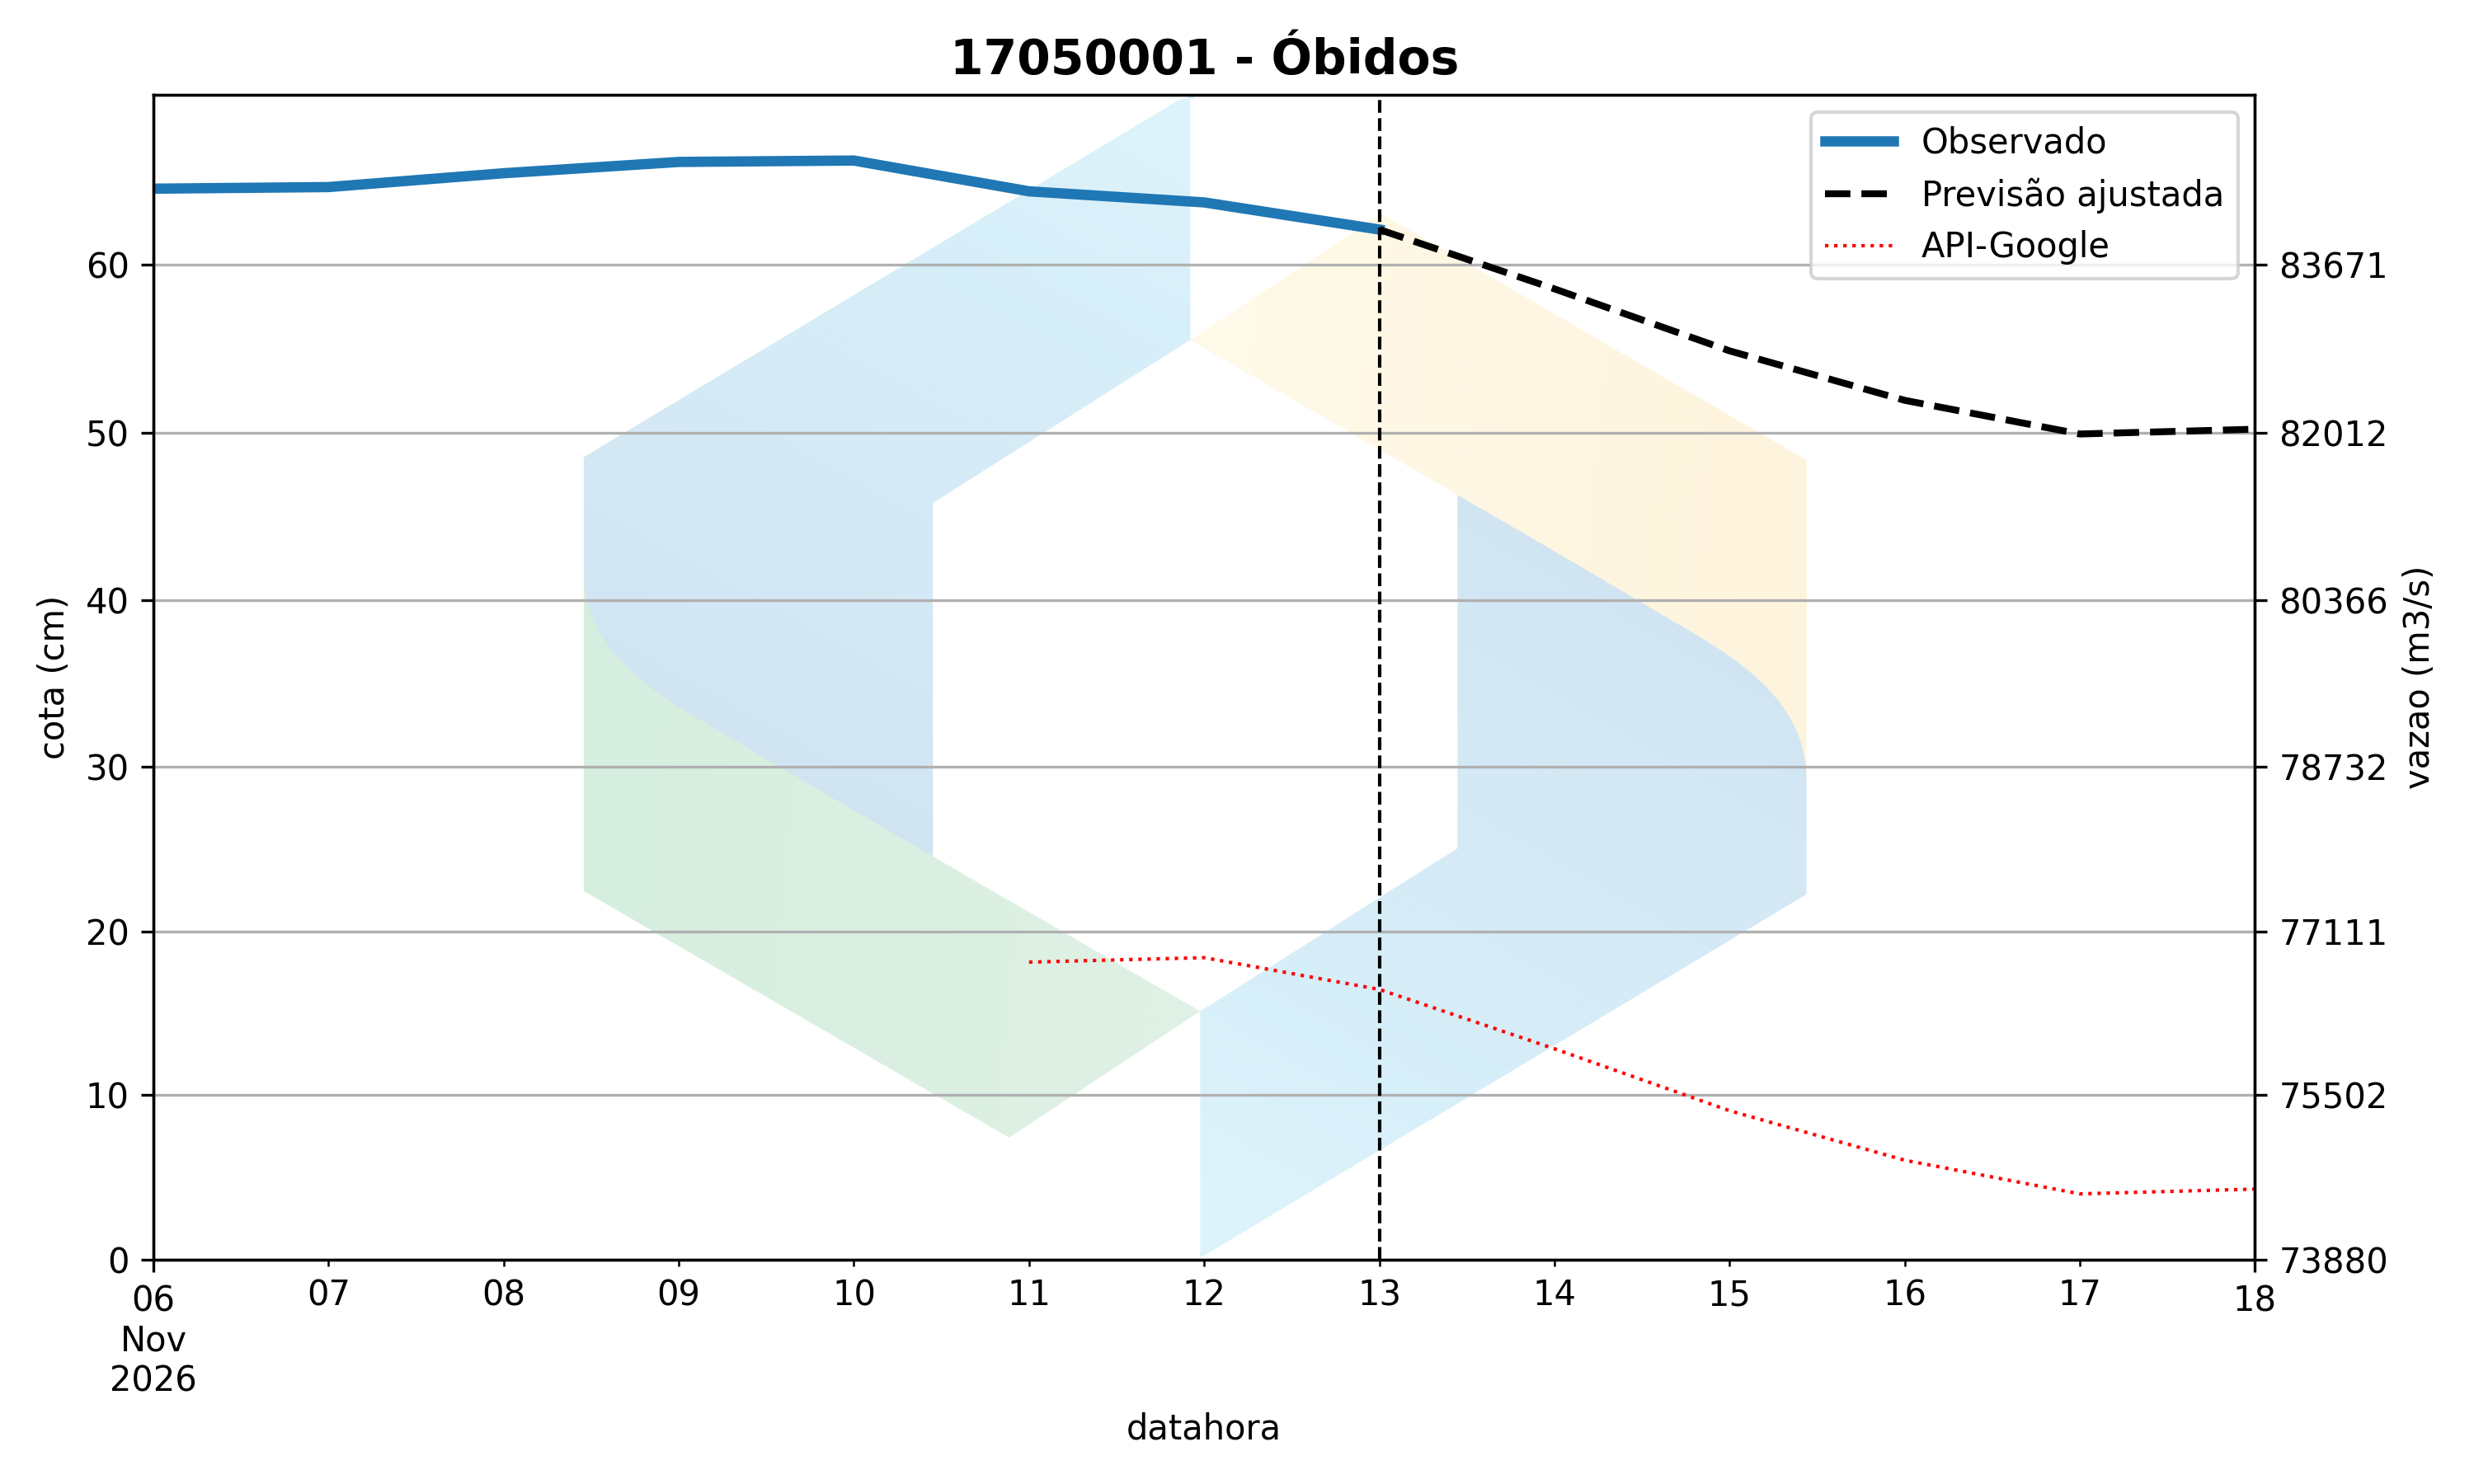 17050001 - Óbidos
Observado
Previsão ajustada
API-Google
cota (cm)
60
50
40
30
20
10
0
83671
82012
80366
78732
77111
75502
73880
vazao (m3/s)
06 07 08 09 10 11 12 13 14 15 16 17 18
Nov
2026
datahora